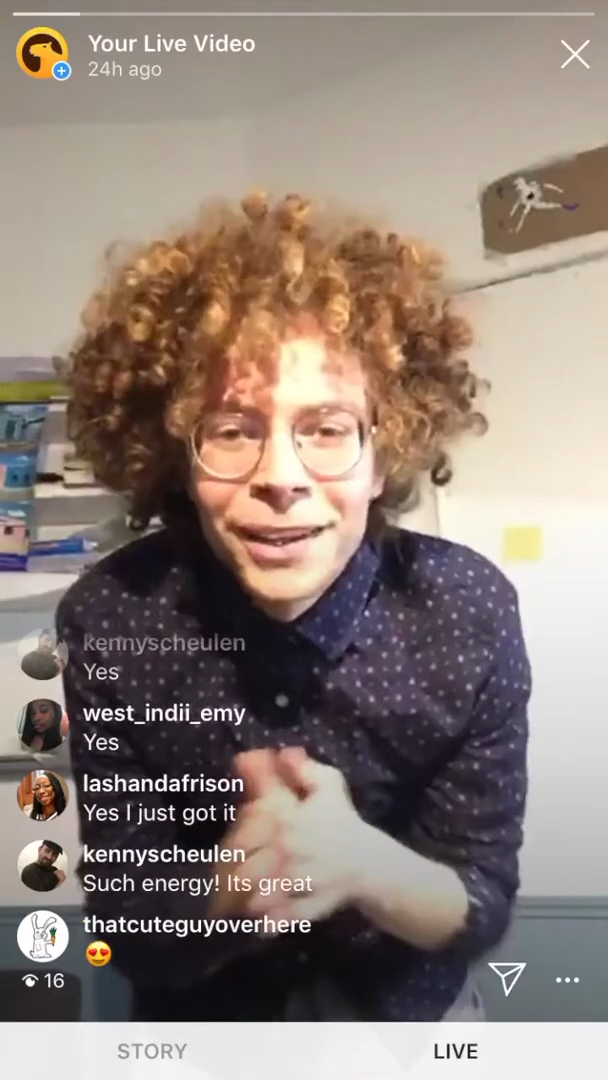 Your Live Video
24h ago
kennyscheulen
Yes
west_indii_emy
Yes
lashandafrison
Yes I just got it
kennyscheulen
Such energy! Its great
thatcuteguyoverhere
😍
16
STORY
LIVE